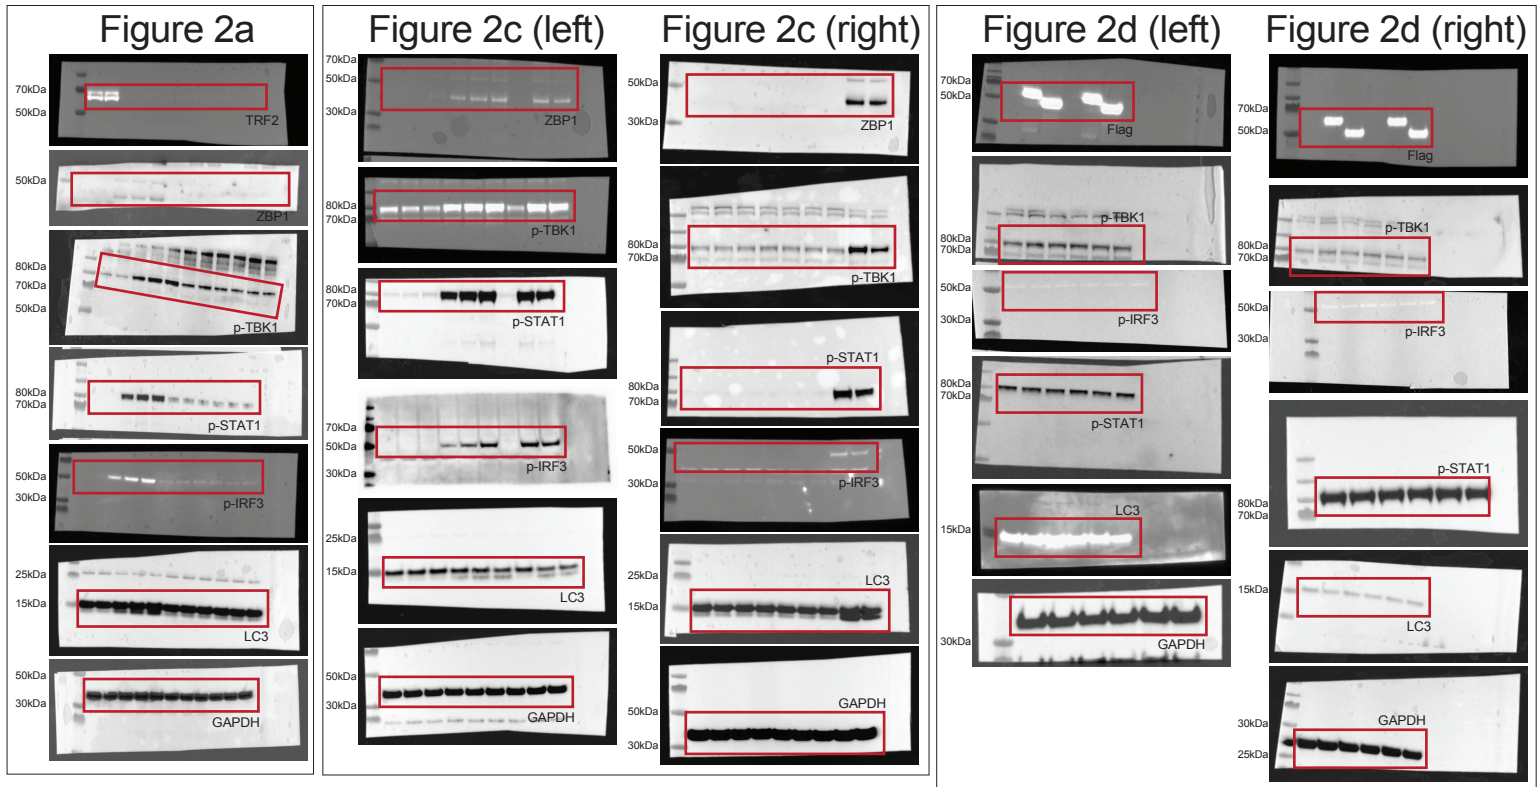 Figure 2a
70kDa
50kDa
TRF2
50kDa
ZBP1
80kDa
70kDa
50kDa
p-TBK1
80kDa
70kDa
p-STAT1
50kDa
30kDa
p-IRF3
25kDa
15kDa
LC3
50kDa
30kDa
GAPDH
Figure 2c (left)
70kDa
50kDa
30kDa
ZBP1
80kDa
70kDa
p-TBK1
80kDa
70kDa
p-STAT1
70kDa
50kDa
30kDa
p-IRF3
25kDa
15kDa
LC3
50kDa
30kDa
GAPDH
Figure 2c (right)
50kDa
30kDa
ZBP1
80kDa
70kDa
p-TBK1
p-STAT1
80kDa
70kDa
50kDa
30kDa
p-IRF3
25kDa
15kDa
LC3
GAPDH
50kDa
30kDa
Figure 2d (left)
70kDa
50kDa
Flag
p-TBK1
80kDa
70kDa
50kDa
30kDa
p-IRF3
80kDa
70kDa
p-STAT1
LC3
15kDa
30kDa
GAPDH
Figure 2d (right)
70kDa
50kDa
Flag
p-TBK1
80kDa
70kDa
50kDa
30kDa
p-IRF3
p-STAT1
80kDa
70kDa
15kDa
LC3
GAPDH
30kDa
25kDa